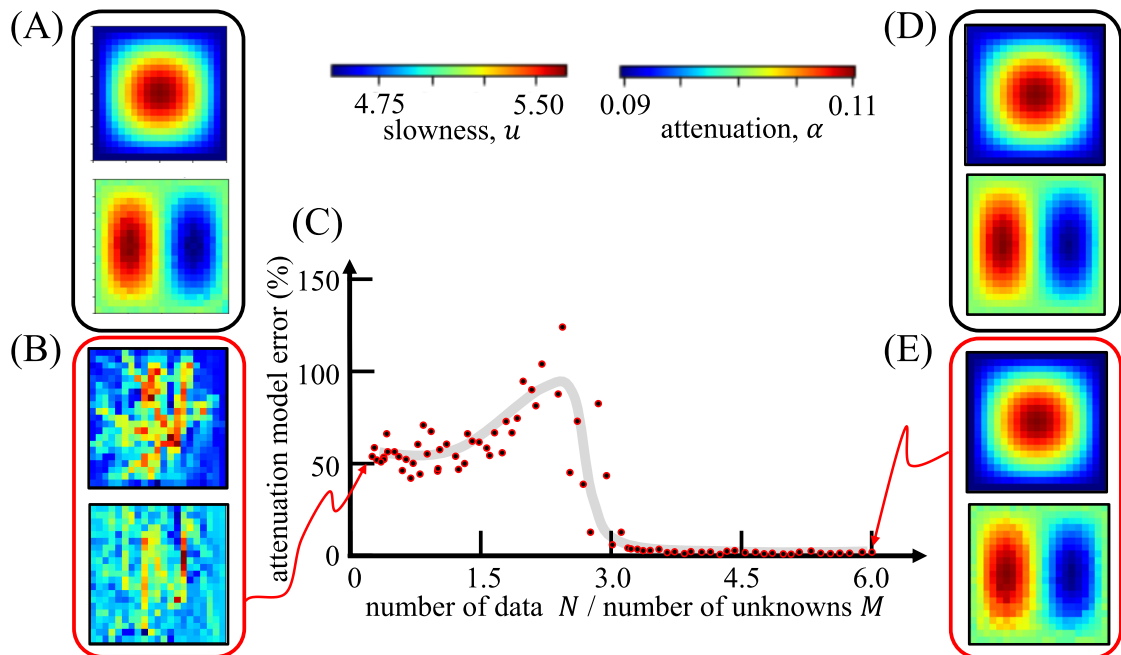 (A)
(D)
4.75
5.50
slowness, u
0.09
0.11
attenuation, α
(C)
attenuation model error (%)
150
100
50
0
0
1.5
3.0
4.5
6.0
number of data N / number of unknowns M
(B)
(E)